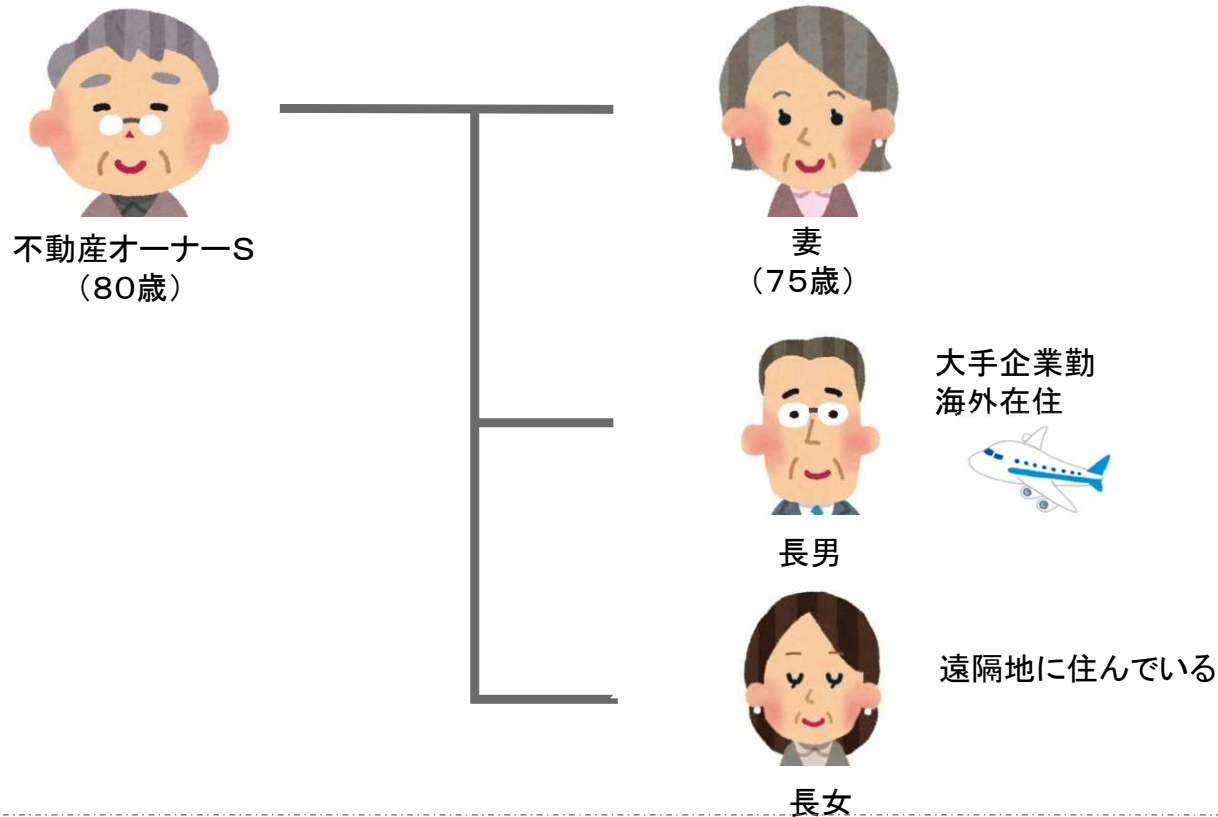 不動産オーナーS
（80歳）
妻
（75歳）
大手企業勤
海外在住
長男
遠隔地に住んでいる
長女